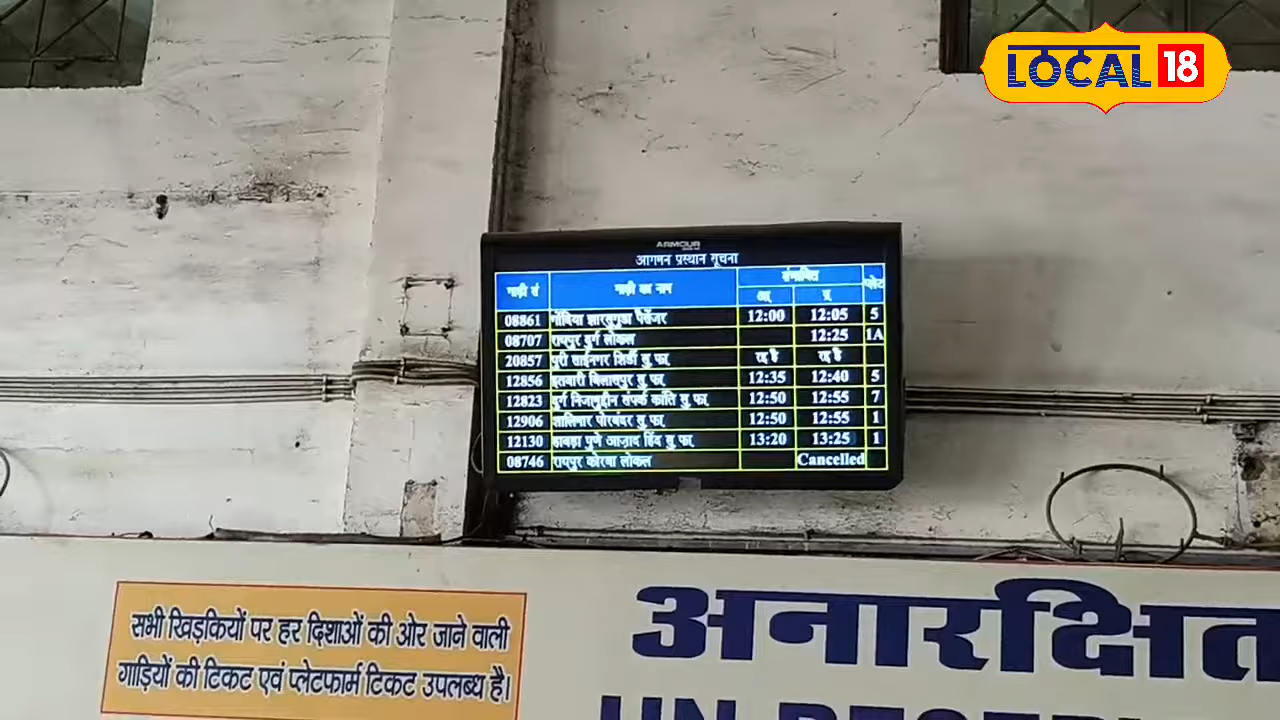 LOCAL 18
ARMOUR
आगमन प्रस्थान सूचना
गाड़ी सं गाड़ी का नाम संभावित प्लेट
आ. प्र.
08861 गोंदिया झारसुगुडा पैसेंजर 12:00 12:05 5
08707 रायपुर दुर्ग लोकल 12:25 1A
20857 पुरी साईनगर शिर्डी सु.फा. रद्द है रद्द है
12856 इतवारी बिलासपुर सु.फा. 12:35 12:40 5
12823 दुर्ग निजामुद्दीन संपर्क क्रांति सु.फा. 12:50 12:55 7
12906 शालिमार पोरबंदर सु.फा. 12:50 12:55 1
12130 हावड़ा पुणे आज़ाद हिंद सु.फा. 13:20 13:25 1
08746 रायपुर कोरबा लोकल Cancelled
सभी खिड़कियों पर हर दिशाओं की ओर जाने वाली
गाड़ियों की टिकट एवं प्लेटफार्म टिकट उपलब्ध है।
अनारक्षित